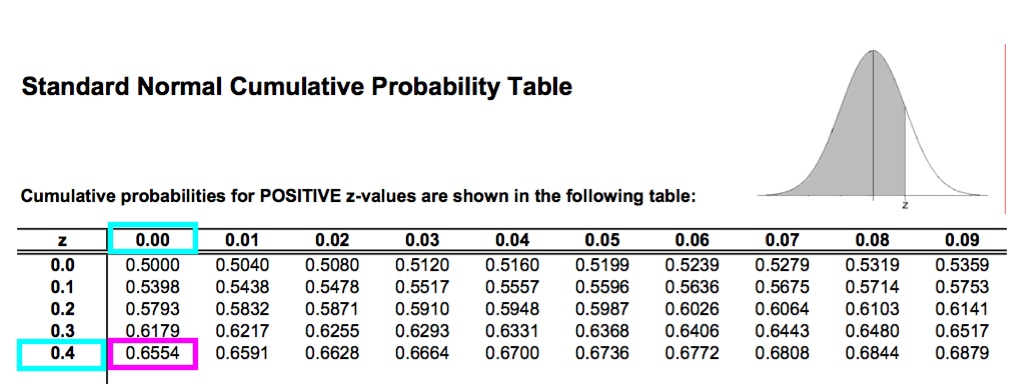 Standard Normal Cumulative Probability Table
Cumulative probabilities for POSITIVE z-values are shown in the following table:
z
z 0.00 0.01 0.02 0.03 0.04 0.05 0.06 0.07 0.08 0.09
0.0 0.5000 0.5040 0.5080 0.5120 0.5160 0.5199 0.5239 0.5279 0.5319 0.5359
0.1 0.5398 0.5438 0.5478 0.5517 0.5557 0.5596 0.5636 0.5675 0.5714 0.5753
0.2 0.5793 0.5832 0.5871 0.5910 0.5948 0.5987 0.6026 0.6064 0.6103 0.6141
0.3 0.6179 0.6217 0.6255 0.6293 0.6331 0.6368 0.6406 0.6443 0.6480 0.6517
0.4 0.6554 0.6591 0.6628 0.6664 0.6700 0.6736 0.6772 0.6808 0.6844 0.6879